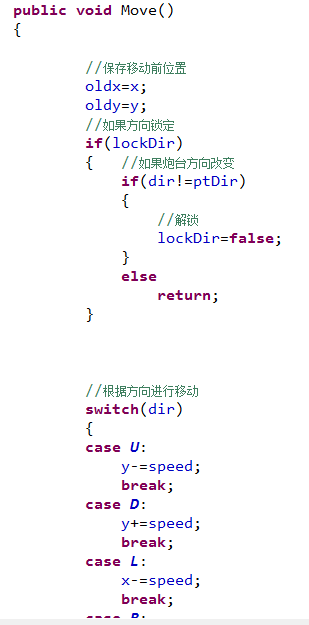 public void Move()
{
//保存移动前位置
oldx=x;
oldy=y;
//如果方向锁定
if(lockDir)
{ //如果炮台方向改变
if(dir!=ptDir)
{
//解锁
lockDir=false;
}
else
return;
}
//根据方向进行移动
switch(dir)
{
case U:
y-=speed;
break;
case D:
y+=speed;
break;
case L:
x-=speed;
break;
case